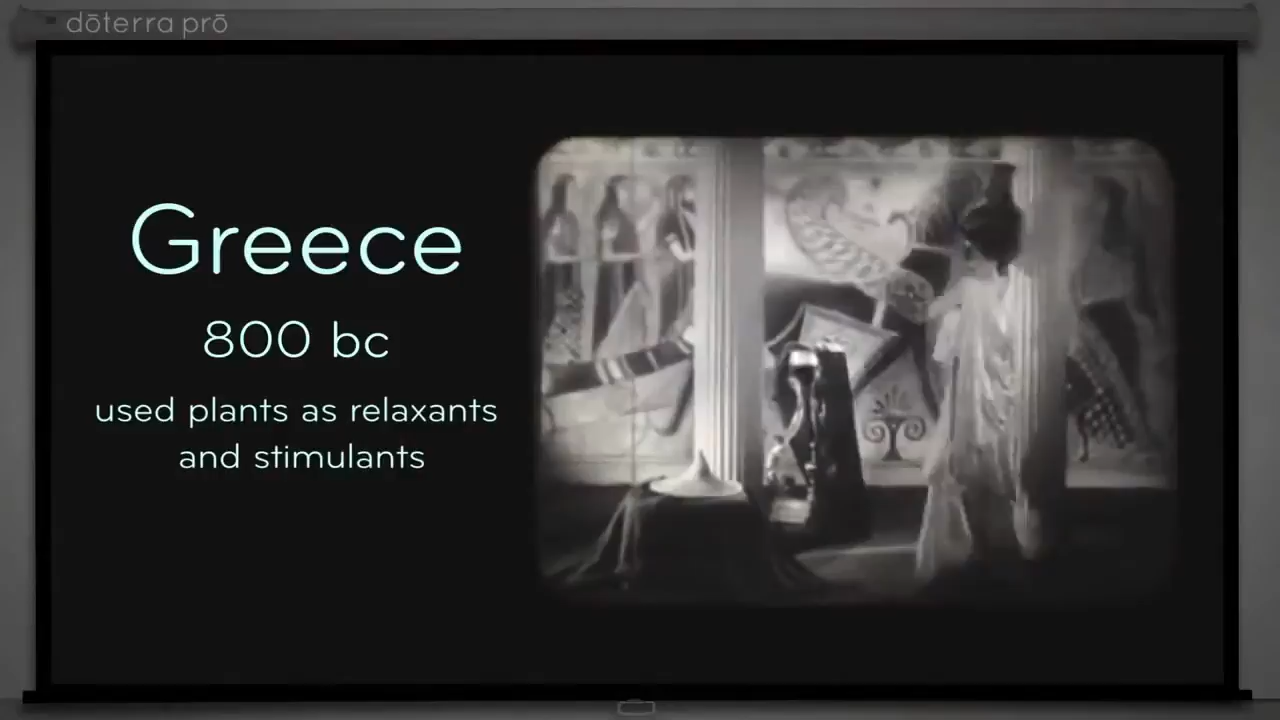 dōterra prō
Greece
800 bc
used plants as relaxants
and stimulants